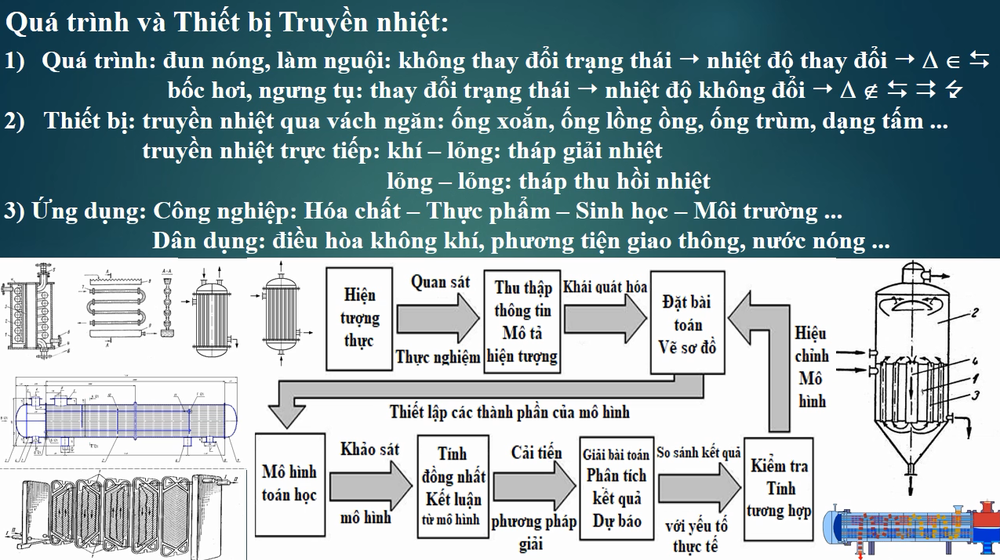 Quá trình và Thiết bị Truyền nhiệt:
1) Quá trình: đun nóng, làm nguội: không thay đổi trạng thái → nhiệt độ thay đổi → Δ ∈ ⇆
bốc hơi, ngưng tụ: thay đổi trạng thái → nhiệt độ không đổi → Δ ∉ ⇆ ⇉
2) Thiết bị: truyền nhiệt qua vách ngăn: ống xoắn, ống lồng ồng, ống trùm, dạng tấm ...
truyền nhiệt trực tiếp: khí – lỏng: tháp giải nhiệt
lỏng – lỏng: tháp thu hồi nhiệt
3) Ứng dụng: Công nghiệp: Hóa chất – Thực phẩm – Sinh học – Môi trường ...
Dân dụng: điều hòa không khí, phương tiện giao thông, nước nóng ...
Hiện
tượng
thực
Quan sát
Thực nghiệm
Thu thập
thông tin
Mô tả
hiện tượng
Khái quát hóa
Đặt bài
toán
Vẽ sơ đồ
Hiệu
chỉnh
Mô
hình
Thiết lập các thành phần của mô hình
Mô hình
toán học
Khảo sát
mô hình
Tính
đồng nhất
Kết luận
từ mô hình
Cải tiến
phương pháp
giải
Giải bài toán
Phân tích
kết quả
Dự báo
So sánh kết quả
với yếu tố
thực tế
Kiểm tra
Tính
tương hợp
A-A
2
4
1
3